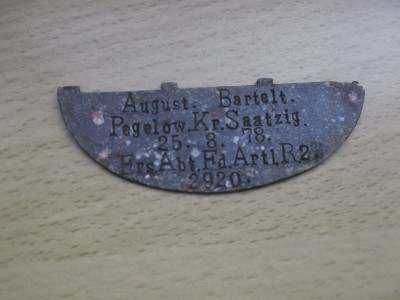 August. Bartelt.
Pegelow. Kr. Saatzig.
25. 8. 78.
Ers. Abt. Fd. Artl. R. 2.
2920.